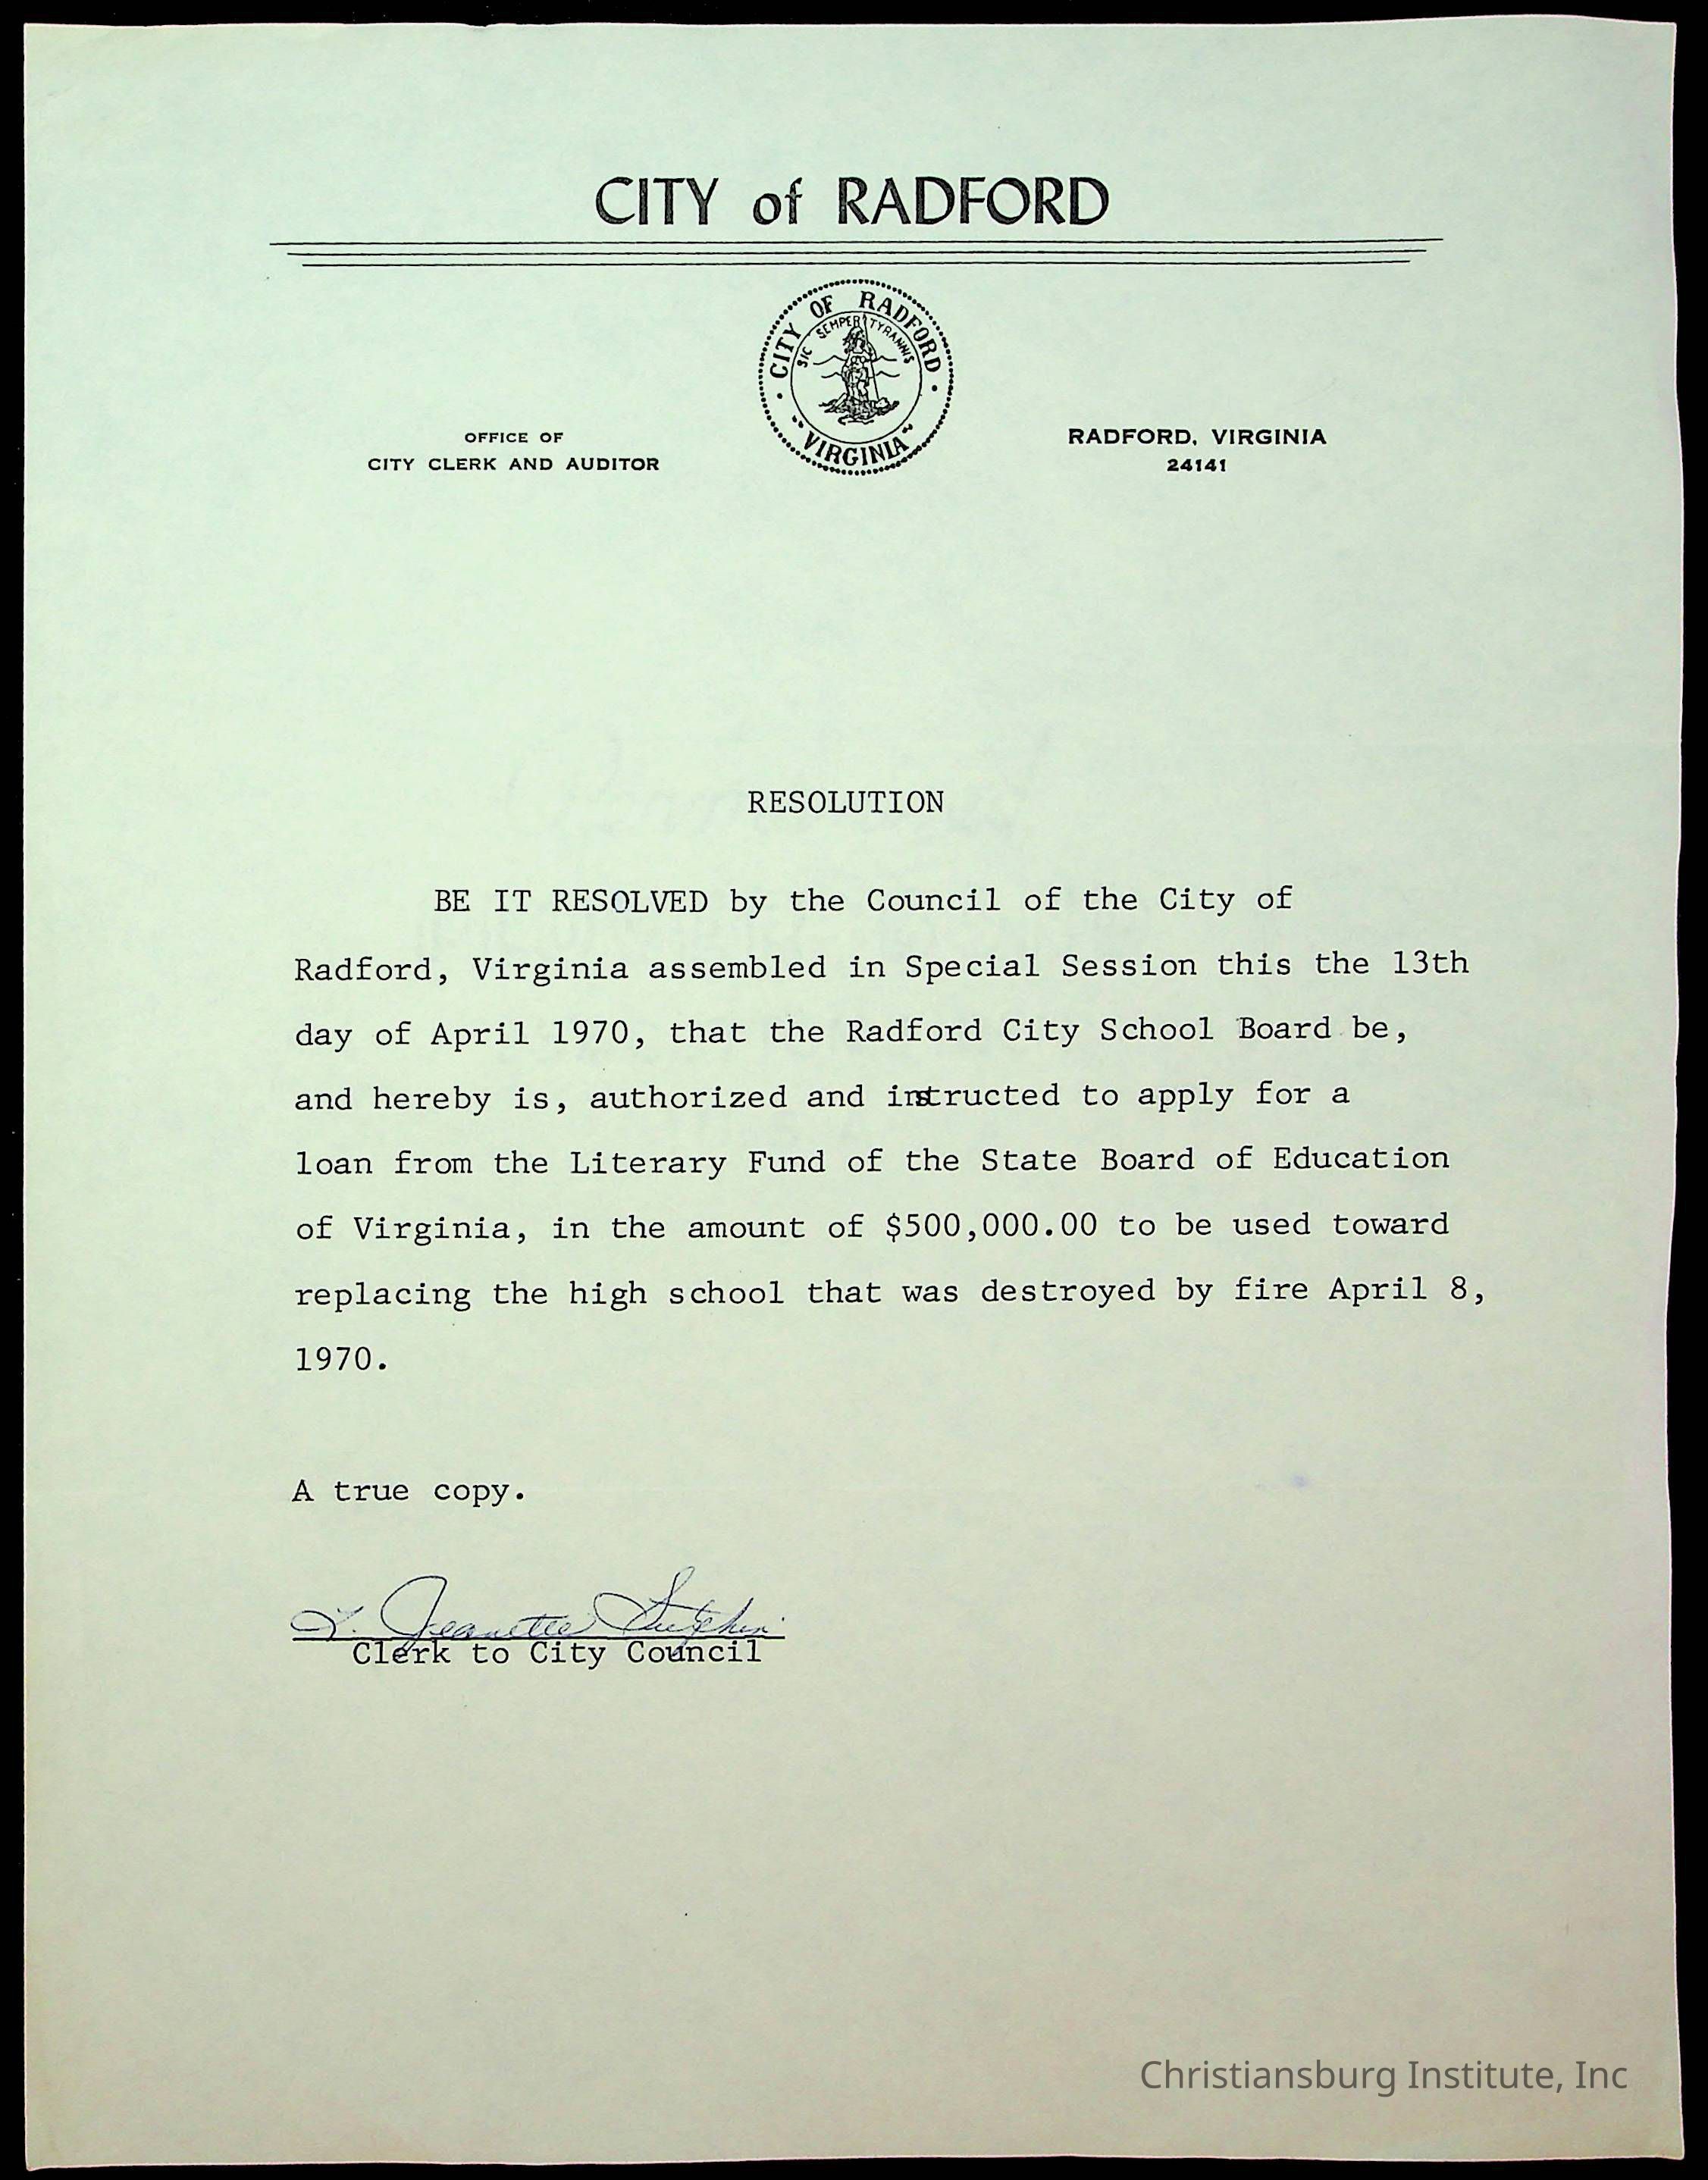 CITY of RADFORD
CITY OF RADFORD
SIC SEMPER TYRANNIS
VIRGINIA
OFFICE OF
CITY CLERK AND AUDITOR
RADFORD, VIRGINIA
24141
RESOLUTION
BE IT RESOLVED by the Council of the City of
Radford, Virginia assembled in Special Session this the 13th
day of April 1970, that the Radford City School Board be,
and hereby is, authorized and instructed to apply for a
loan from the Literary Fund of the State Board of Education
of Virginia, in the amount of $500,000.00 to be used toward
replacing the high school that was destroyed by fire April 8,
1970.
A true copy.
L. Jeanette Sutphin
Clerk to City Council
Christiansburg Institute, Inc